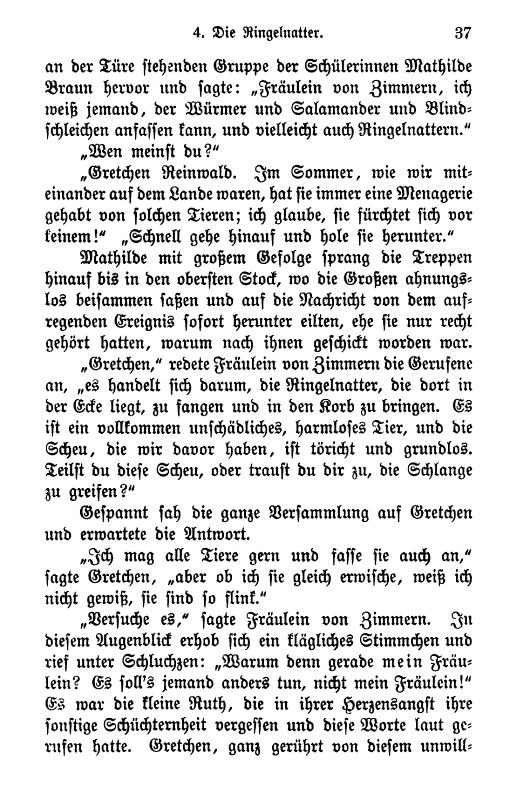 4. Die Ringelnatter. 37
an der Türe stehenden Gruppe der Schülerinnen Mathilde
Braun hervor und sagte: „Fräulein von Zimmern, ich
weiß jemand, der Würmer und Salamander und Blind-
schleichen anfassen kann, und vielleicht auch Ringelnattern."
„Wen meinst du?"
„Gretchen Reinwald. Im Sommer, wie wir mit-
einander auf dem Lande waren, hat sie immer eine Menagerie
gehabt von solchen Tieren; ich glaube, sie fürchtet sich vor
keinem!" „Schnell gehe hinauf und hole sie herunter."
Mathilde mit großem Gefolge sprang die Treppen
hinauf bis in den obersten Stock, wo die Großen ahnungs-
los beisammen saßen und auf die Nachricht von dem auf-
regenden Ereignis sofort herunter eilten, ehe sie nur recht
gehört hatten, warum nach ihnen geschickt worden war.
„Gretchen," redete Fräulein von Zimmern die Gerufene
an, „es handelt sich darum, die Ringelnatter, die dort in
der Ecke liegt, zu fangen und in den Korb zu bringen. Es
ist ein vollkommen unschädliches, harmloses Tier, und die
Scheu, die wir davor haben, ist töricht und grundlos.
Teilst du diese Scheu, oder traust du dir zu, die Schlange
zu greifen?"
Gespannt sah die ganze Versammlung auf Gretchen
und erwartete die Antwort.
„Ich mag alle Tiere gern und fasse sie auch an,"
sagte Gretchen, „aber ob ich sie gleich erwische, weiß ich
nicht gewiß, sie sind so flink."
„Versuche es," sagte Fräulein von Zimmern. In
diesem Augenblick erhob sich ein klägliches Stimmchen und
rief unter Schluchzen: „Warum denn gerade mein Fräu-
lein? Es soll's jemand anders tun, nicht mein Fräulein!"
Es war die kleine Ruth, die in ihrer Herzensangst ihre
sonstige Schüchternheit vergessen und diese Worte laut ge-
rufen hatte. Gretchen, ganz gerührt von diesem unwill-